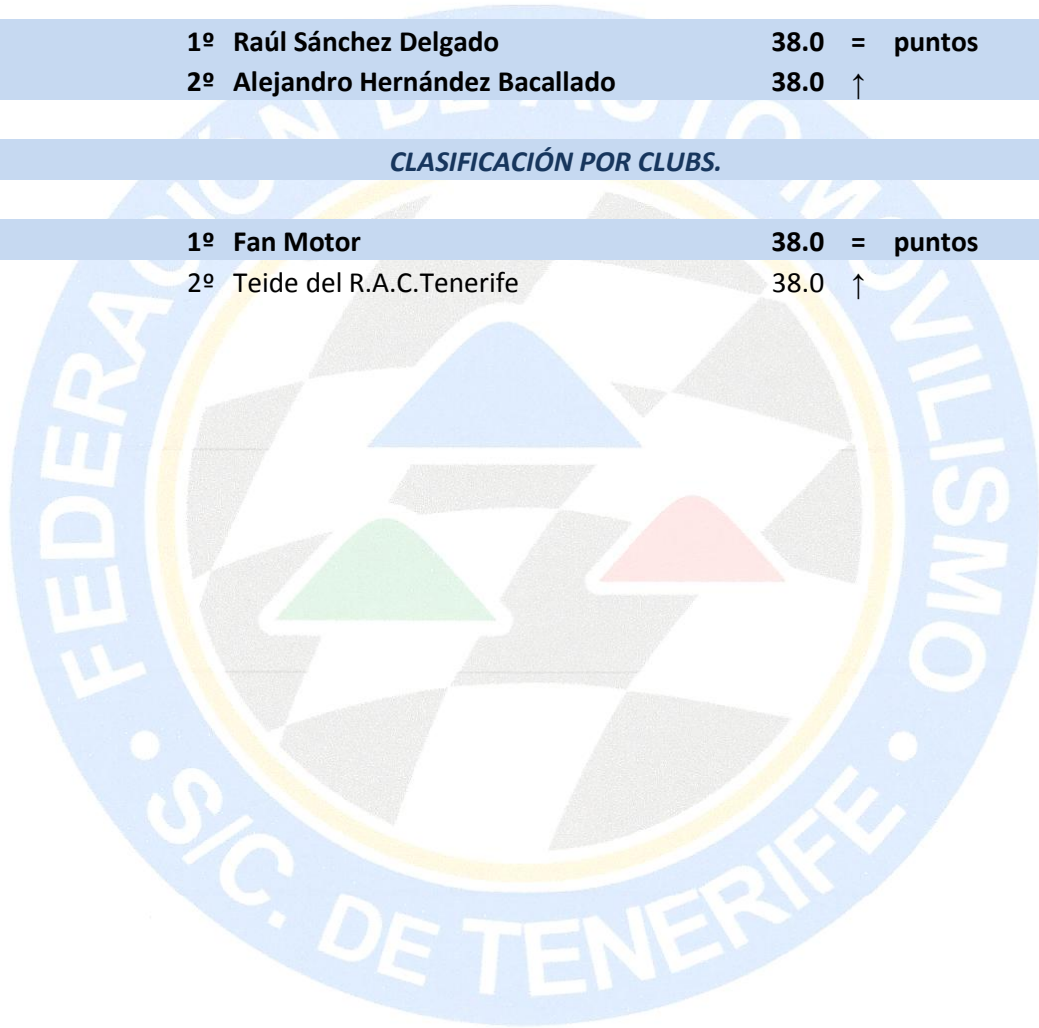 1º Raúl Sánchez Delgado 38.0 = puntos
2º Alejandro Hernández Bacallado 38.0 ↑
CLASIFICACIÓN POR CLUBS.
1º Fan Motor 38.0 = puntos
2º Teide del R.A.C.Tenerife 38.0 ↑
FEDERACIÓN DE AUTOMOVILISMO
• S/C. DE TENERIFE •